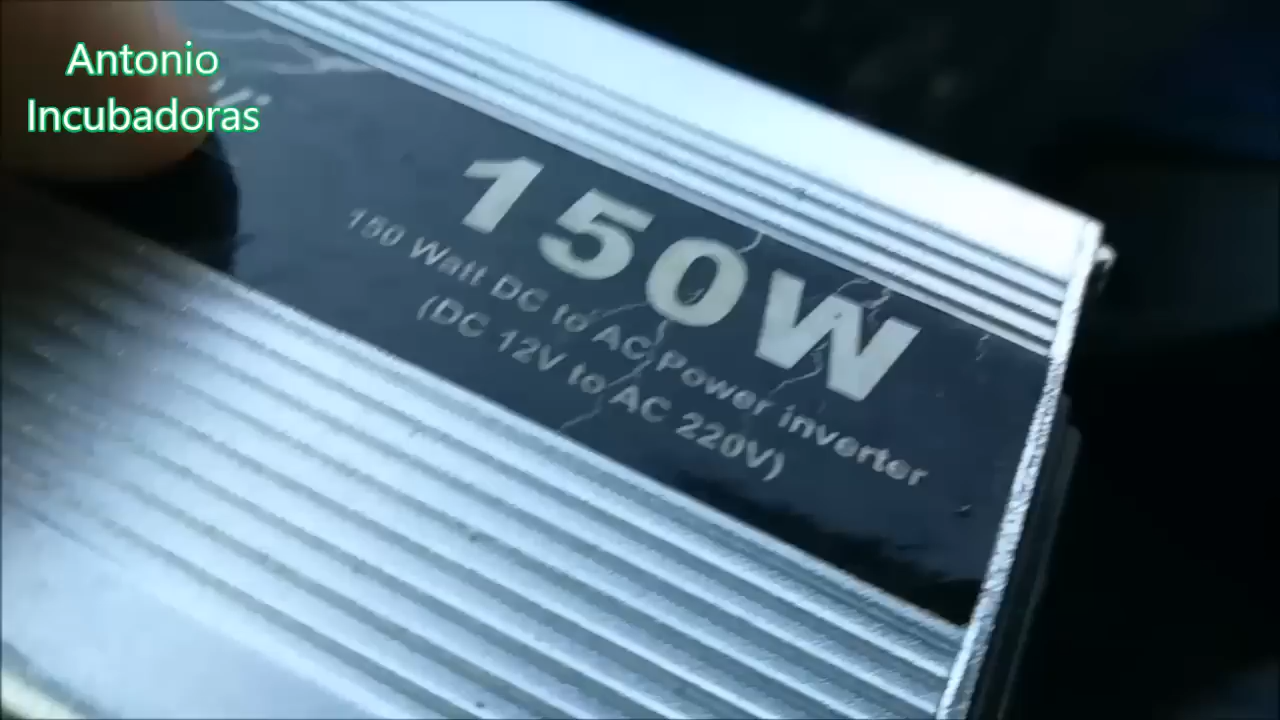 Antonio
Incubadoras
150W
150 Watt DC to AC Power inverter
(DC 12V to AC 220V)